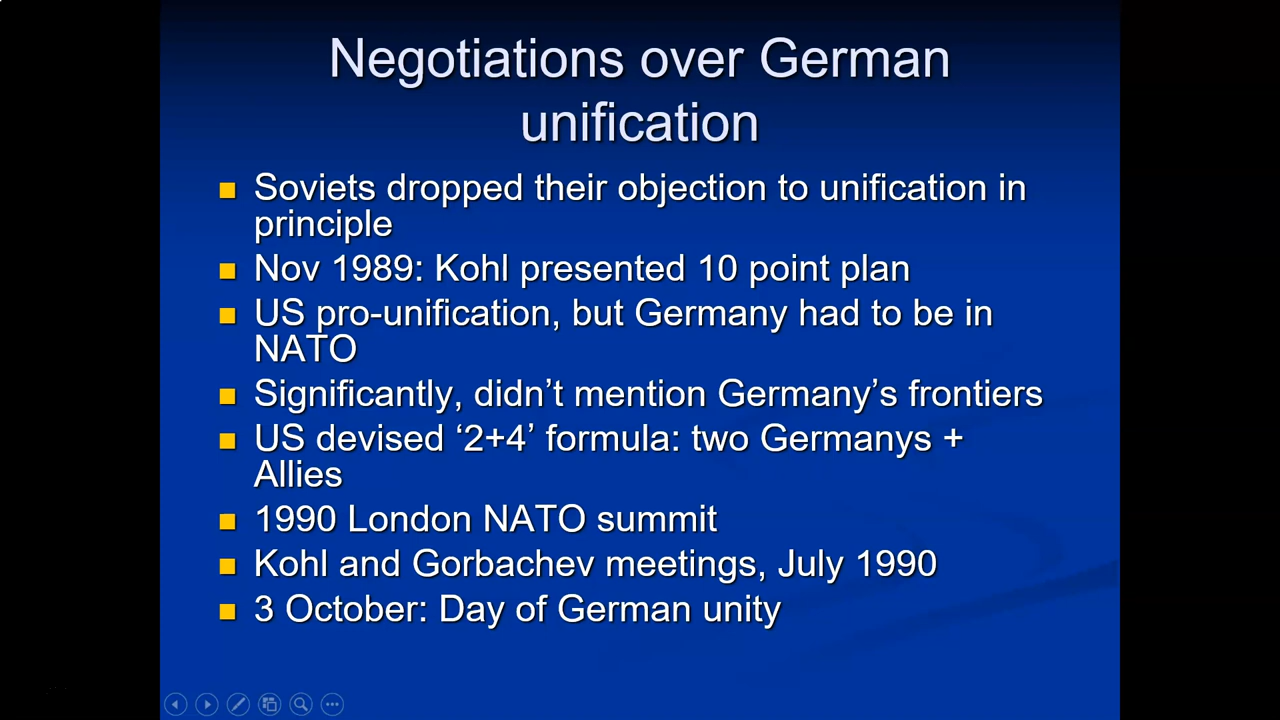 Negotiations over German
unification
Soviets dropped their objection to unification in
principle
Nov 1989: Kohl presented 10 point plan
US pro-unification, but Germany had to be in
NATO
Significantly, didn’t mention Germany’s frontiers
US devised ‘2+4’ formula: two Germanys +
Allies
1990 London NATO summit
Kohl and Gorbachev meetings, July 1990
3 October: Day of German unity